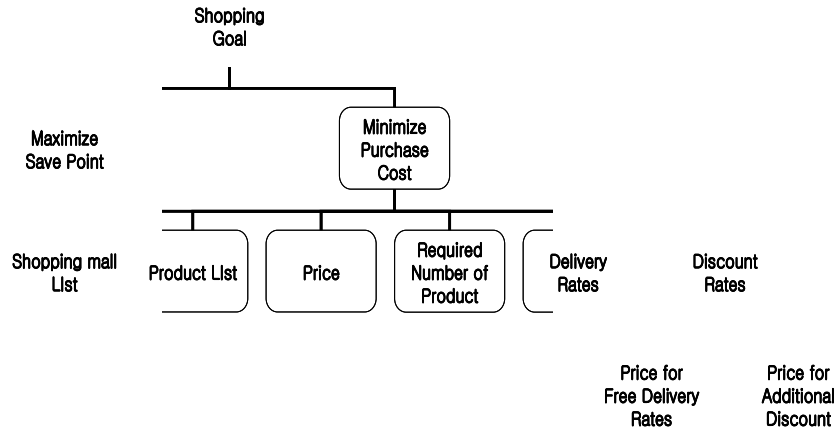 Shopping
Goal
Maximize
Save Point
Minimize
Purchase
Cost
Shopping mall
LIst
Product LIst
Price
Required
Number of
Product
Delivery
Rates
Discount
Rates
Price for
Free Delivery
Rates
Price for
Additional
Discount